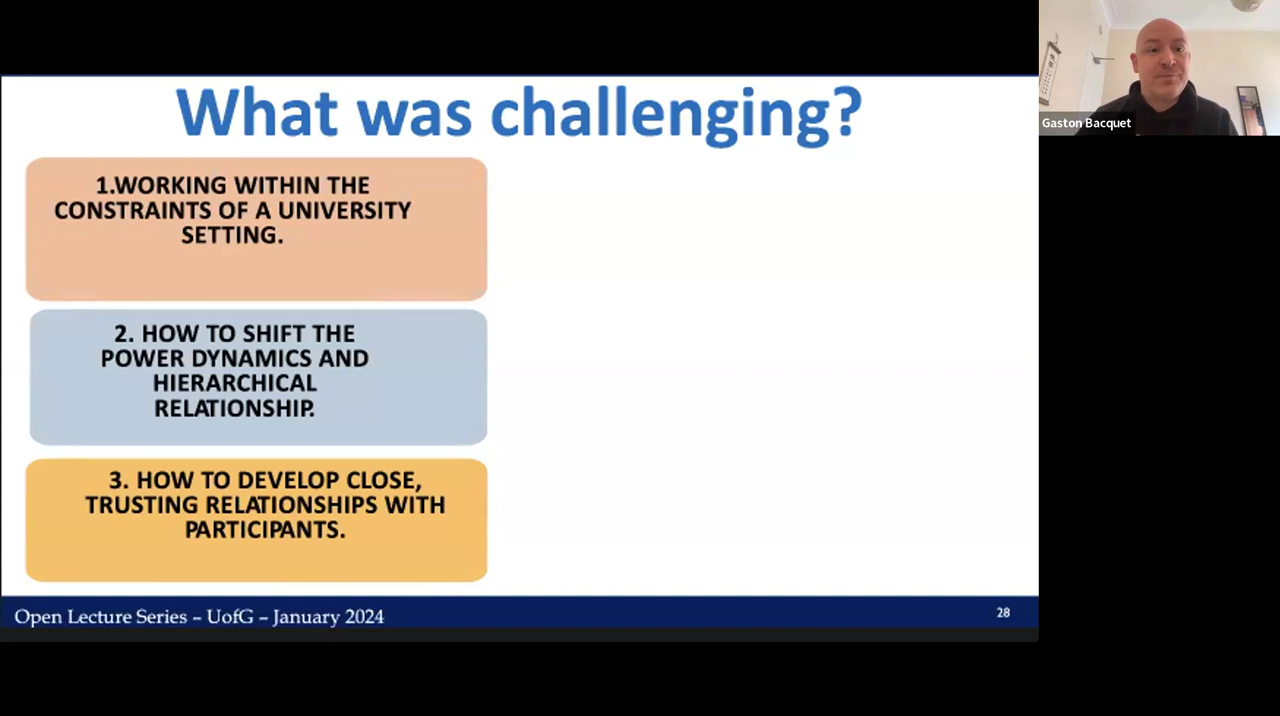 What was challenging?
1.WORKING WITHIN THE
CONSTRAINTS OF A UNIVERSITY
SETTING.
2. HOW TO SHIFT THE
POWER DYNAMICS AND
HIERARCHICAL
RELATIONSHIP.
3. HOW TO DEVELOP CLOSE,
TRUSTING RELATIONSHIPS WITH
PARTICIPANTS.
Open Lecture Series – UofG – January 2024
28
Gaston Bacquet